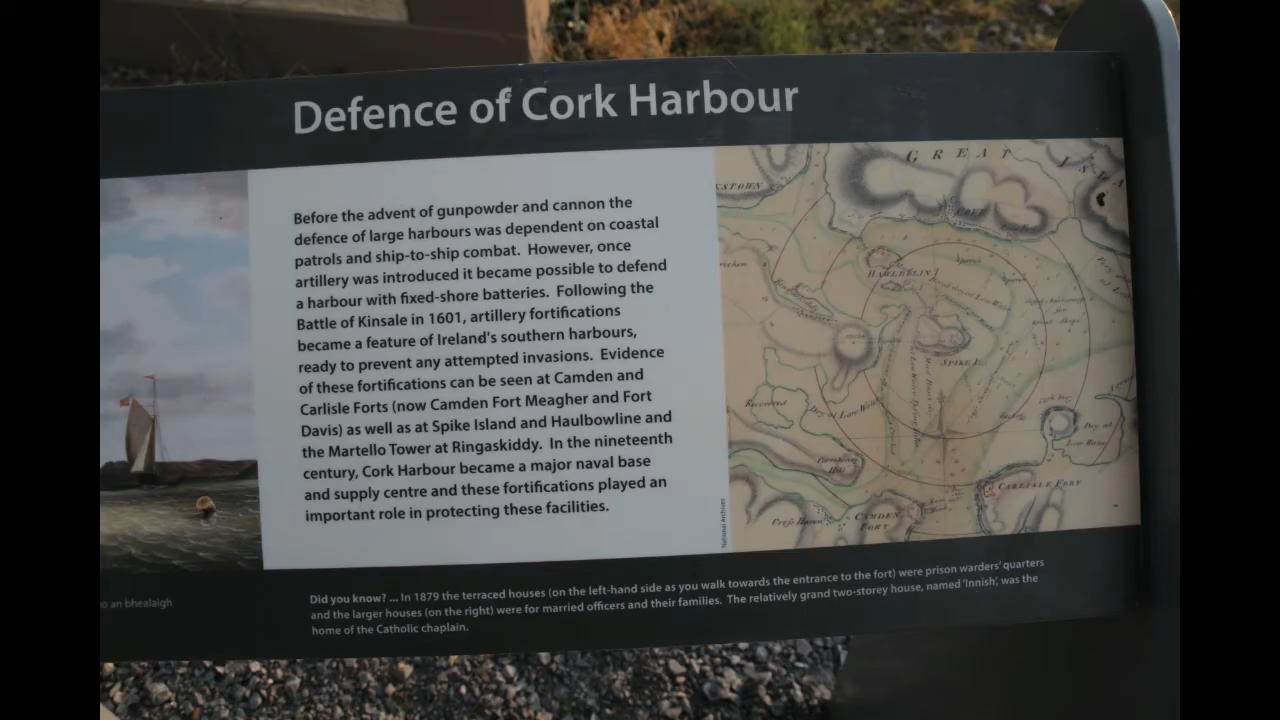 Defence of Cork Harbour
Before the advent of gunpowder and cannon the
defence of large harbours was dependent on coastal
patrols and ship-to-ship combat. However, once
artillery was introduced it became possible to defend
a harbour with fixed-shore batteries. Following the
Battle of Kinsale in 1601, artillery fortifications
became a feature of Ireland's southern harbours,
ready to prevent any attempted invasions. Evidence
of these fortifications can be seen at Camden and
Carlisle Forts (now Camden Fort Meagher and Fort
Davis) as well as at Spike Island and Haulbowline and
the Martello Tower at Ringaskiddy. In the nineteenth
century, Cork Harbour became a major naval base
and supply centre and these fortifications played an
important role in protecting these facilities.
National Archives
GREAT
SPIKE I.
Recovered
Dry at Low Water
Dry at
Low Water
CARLISLE FORT
CAMDEN
FORT
an bhealaigh
Did you know? ... In 1879 the terraced houses (on the left-hand side as you walk towards the entrance to the fort) were prison warders' quarters
and the larger houses (on the right) were for married officers and their families. The relatively grand two-storey house, named 'Innish', was the
home of the Catholic chaplain.